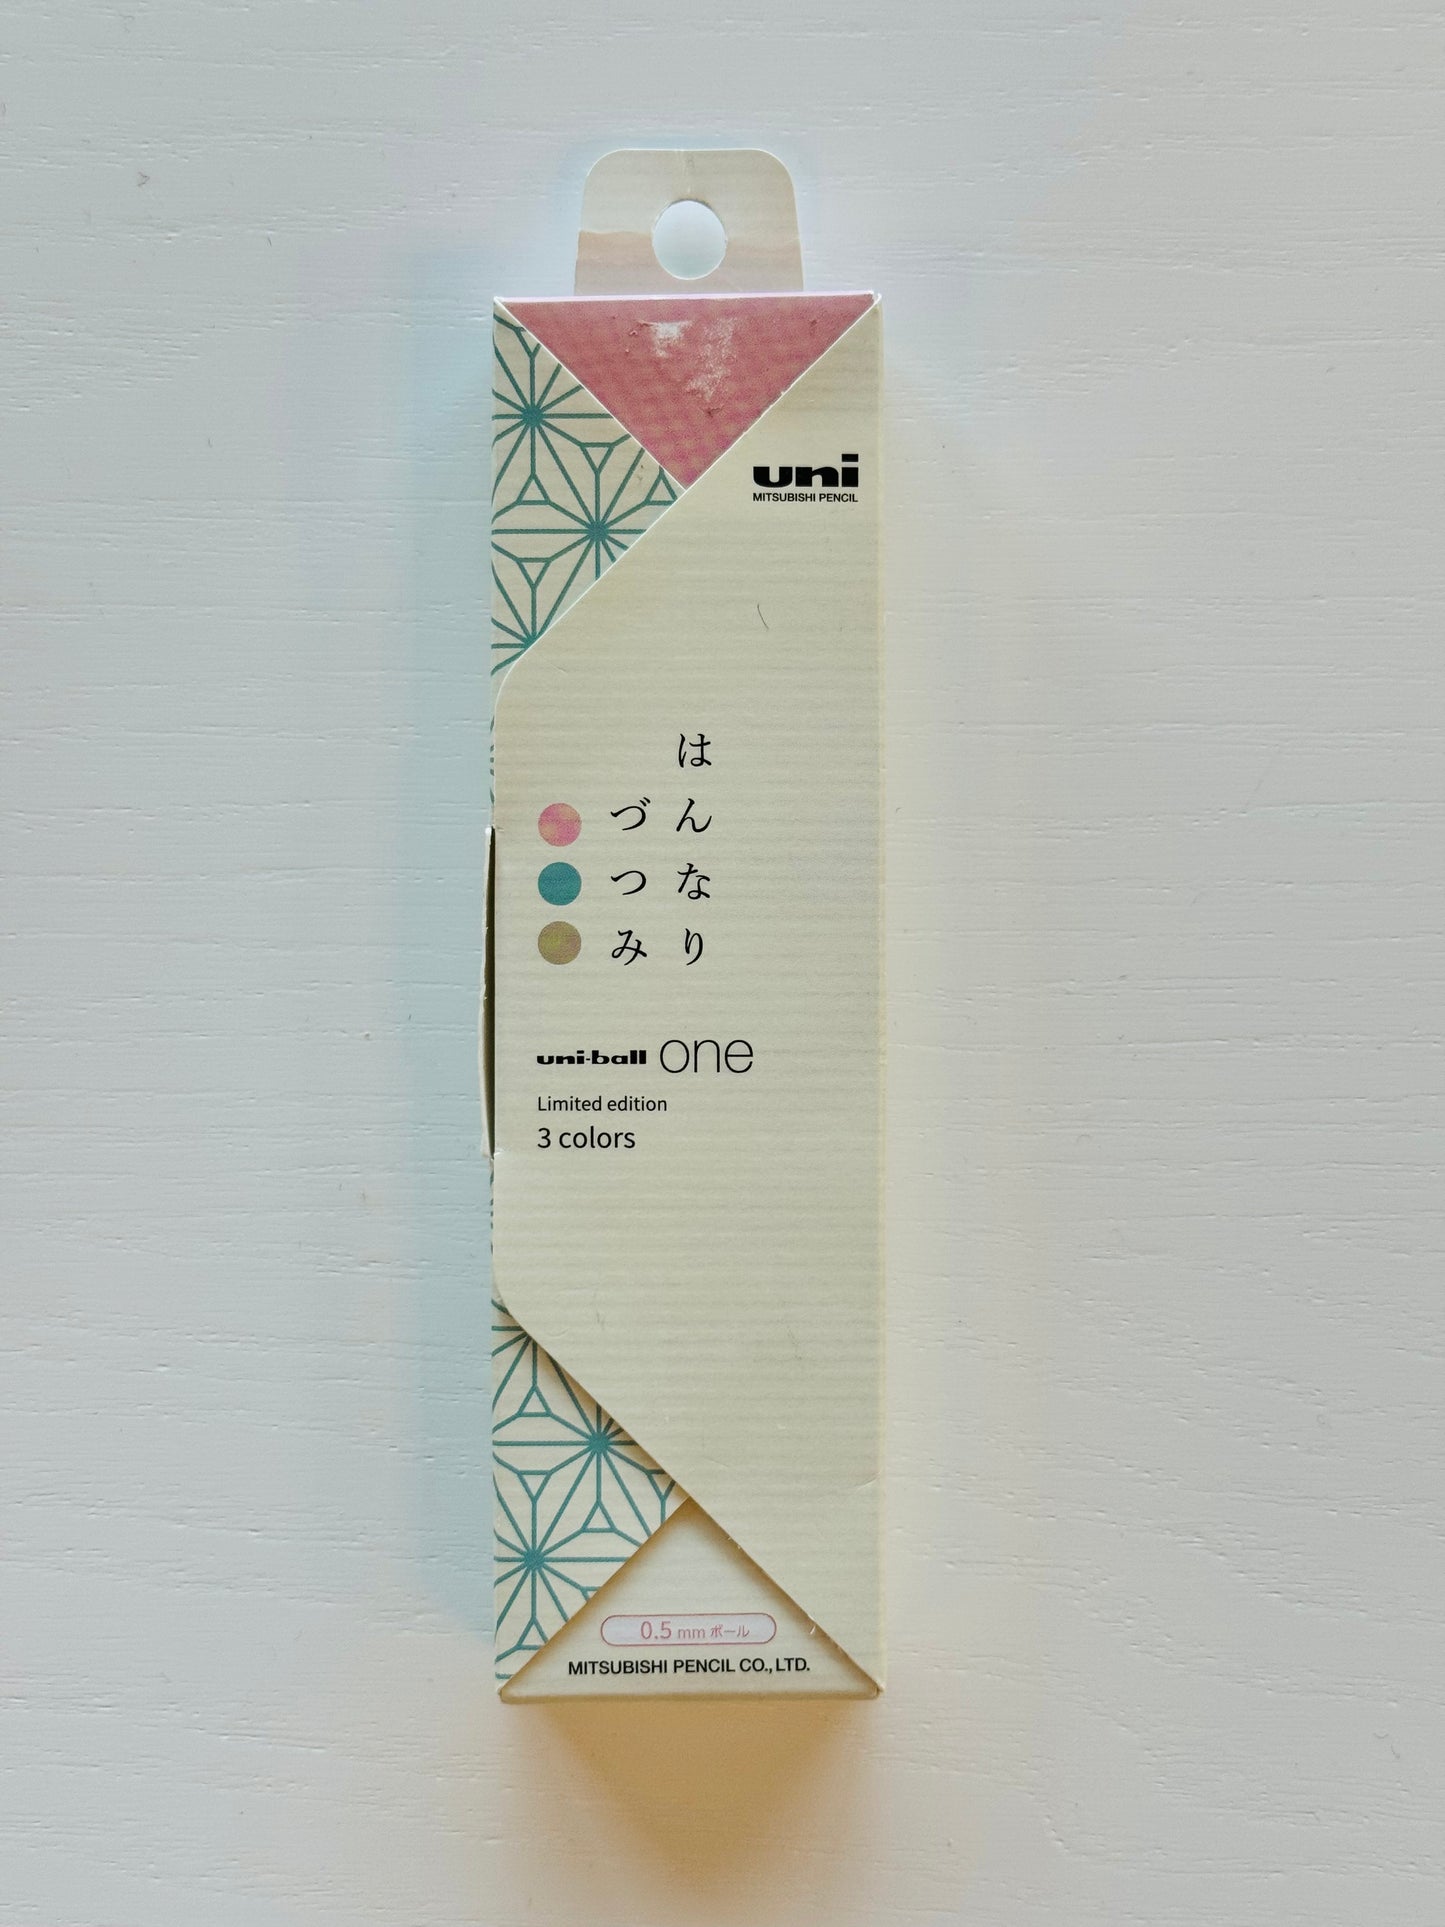 uni
MITSUBISHI PENCIL
はんなり
づつみ
uni-ball one
Limited edition
3 colors
0.5 mm ボール
MITSUBISHI PENCIL CO., LTD.